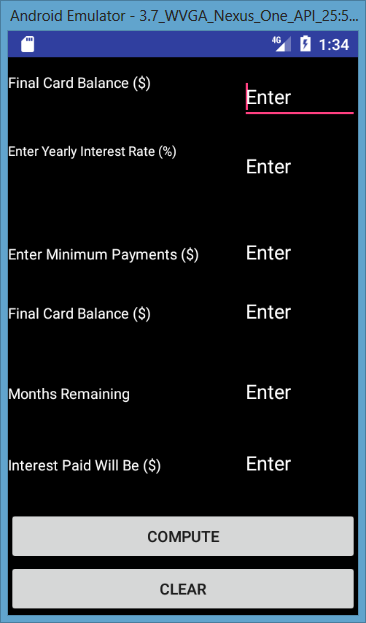 Android Emulator - 3.7_WVGA_Nexus_One_API_25:5...
4G 1:34
Final Card Balance ($)
Enter
Enter Yearly Interest Rate (%)
Enter
Enter Minimum Payments ($)
Enter
Final Card Balance ($)
Enter
Months Remaining
Enter
Interest Paid Will Be ($)
Enter
COMPUTE
CLEAR